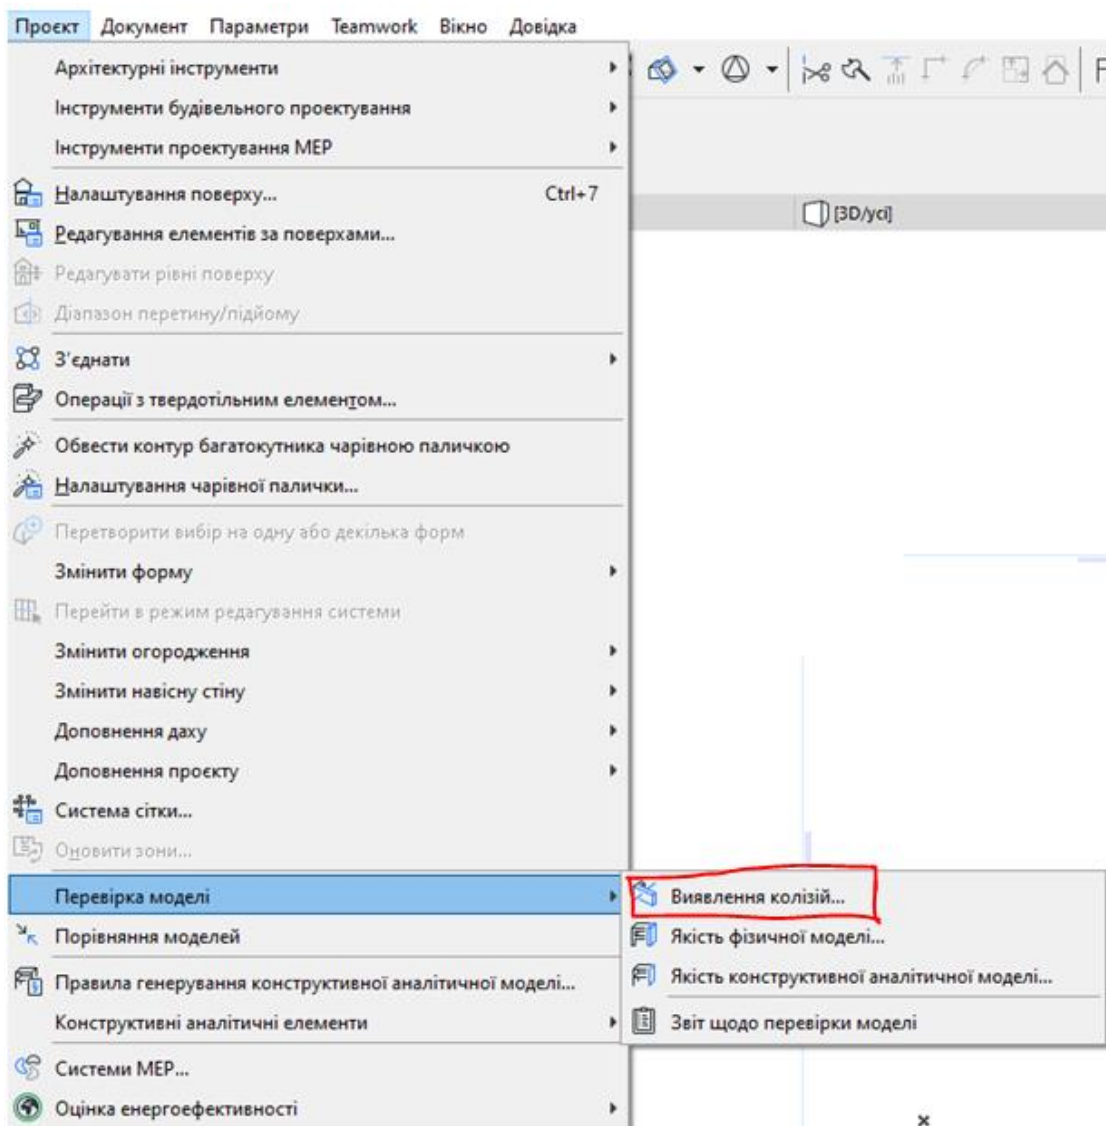 Проєкт Документ Параметри Teamwork Вікно Довідка
Архітектурні інструменти
Інструменти будівельного проектування
Інструменти проектування MEP
Налаштування поверху... Ctrl+7
[3D/усі]
Редагування елементів за поверхами...
Редагувати рівні поверху
Діапазон перетину/підйому
З'єднати
Операції з твердотільним елементом...
Обвести контур багатокутника чарівною паличкою
Налаштування чарівної палички...
Перетворити вибір на одну або декілька форм
Змінити форму
Перейти в режим редагування системи
Змінити огородження
Змінити навісну стіну
Доповнення даху
Доповнення проєкту
Система сітки...
Оновити зони...
Перевірка моделі
Виявлення колізій...
Порівняння моделей
Якість фізичної моделі...
Правила генерування конструктивної аналітичної моделі...
Якість конструктивної аналітичної моделі...
Конструктивні аналітичні елементи
Звіт щодо перевірки моделі
Системи MEP...
Оцінка енергоефективності